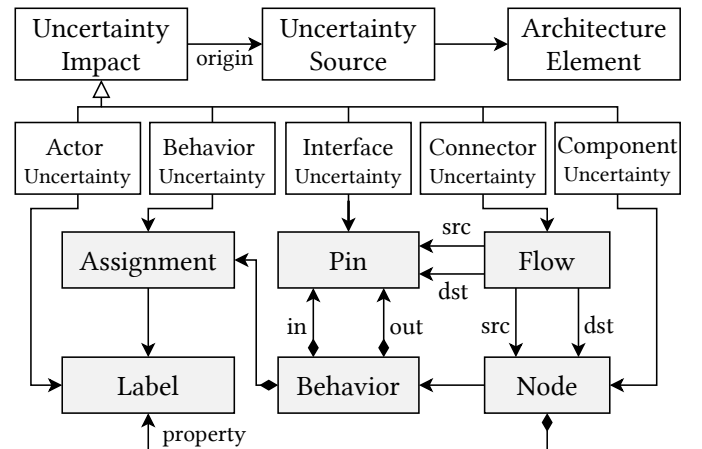 Uncertainty
Impact
origin
Uncertainty
Source
Architecture
Element
Actor
Uncertainty
Behavior
Uncertainty
Interface
Uncertainty
Connector
Uncertainty
Component
Uncertainty
Assignment
Pin
src
dst
Flow
in
out
src
dst
Label
Behavior
Node
property